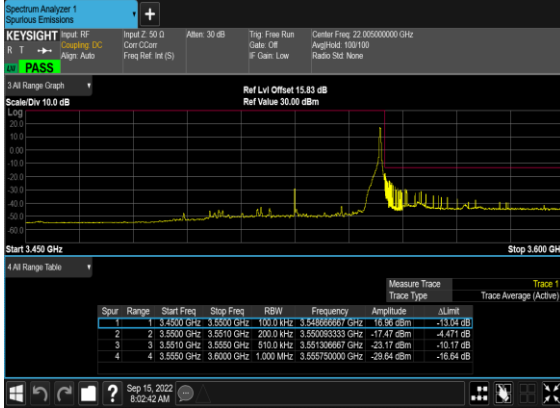 Spectrum Analyzer 1
Spurious Emissions
KEYSIGHT Input: RF Input Z: 50 Ω Atten: 30 dB Trig: Free Run Center Freq: 22.005000000 GHz
R T Coupling: DC Corr CCorr Gate: Off Avg|Hold: 100/100
Align: Auto Freq Ref: Int (S) IF Gain: Low Radio Std: None
PASS
3 All Range Graph Ref Lvl Offset 15.83 dB
Scale/Div 10.0 dB Ref Value 30.00 dBm
Log
20.0
10.0
0.00
-10.0
-20.0
-30.0
-40.0
-50.0
-60.0
Start 3.450 GHz Stop 3.600 GH
4 All Range Table
Measure Trace Trace 1
Trace Type Trace Average (Active)
Spur Range Start Freq Stop Freq RBW Frequency Amplitude ΔLimit
1 1 3.4500 GHz 3.5500 GHz 100.0 kHz 3.548666667 GHz 16.96 dBm -13.04 dB
2 2 3.5500 GHz 3.5510 GHz 200.0 kHz 3.550093333 GHz -17.47 dBm -4.471 dB
3 3 3.5510 GHz 3.5550 GHz 510.0 kHz 3.551306667 GHz -23.17 dBm -10.17 dB
4 4 3.5550 GHz 3.6000 GHz 1.000 MHz 3.555750000 GHz -29.64 dBm -16.64 dB
Sep 15, 2022
8:02:42 AM